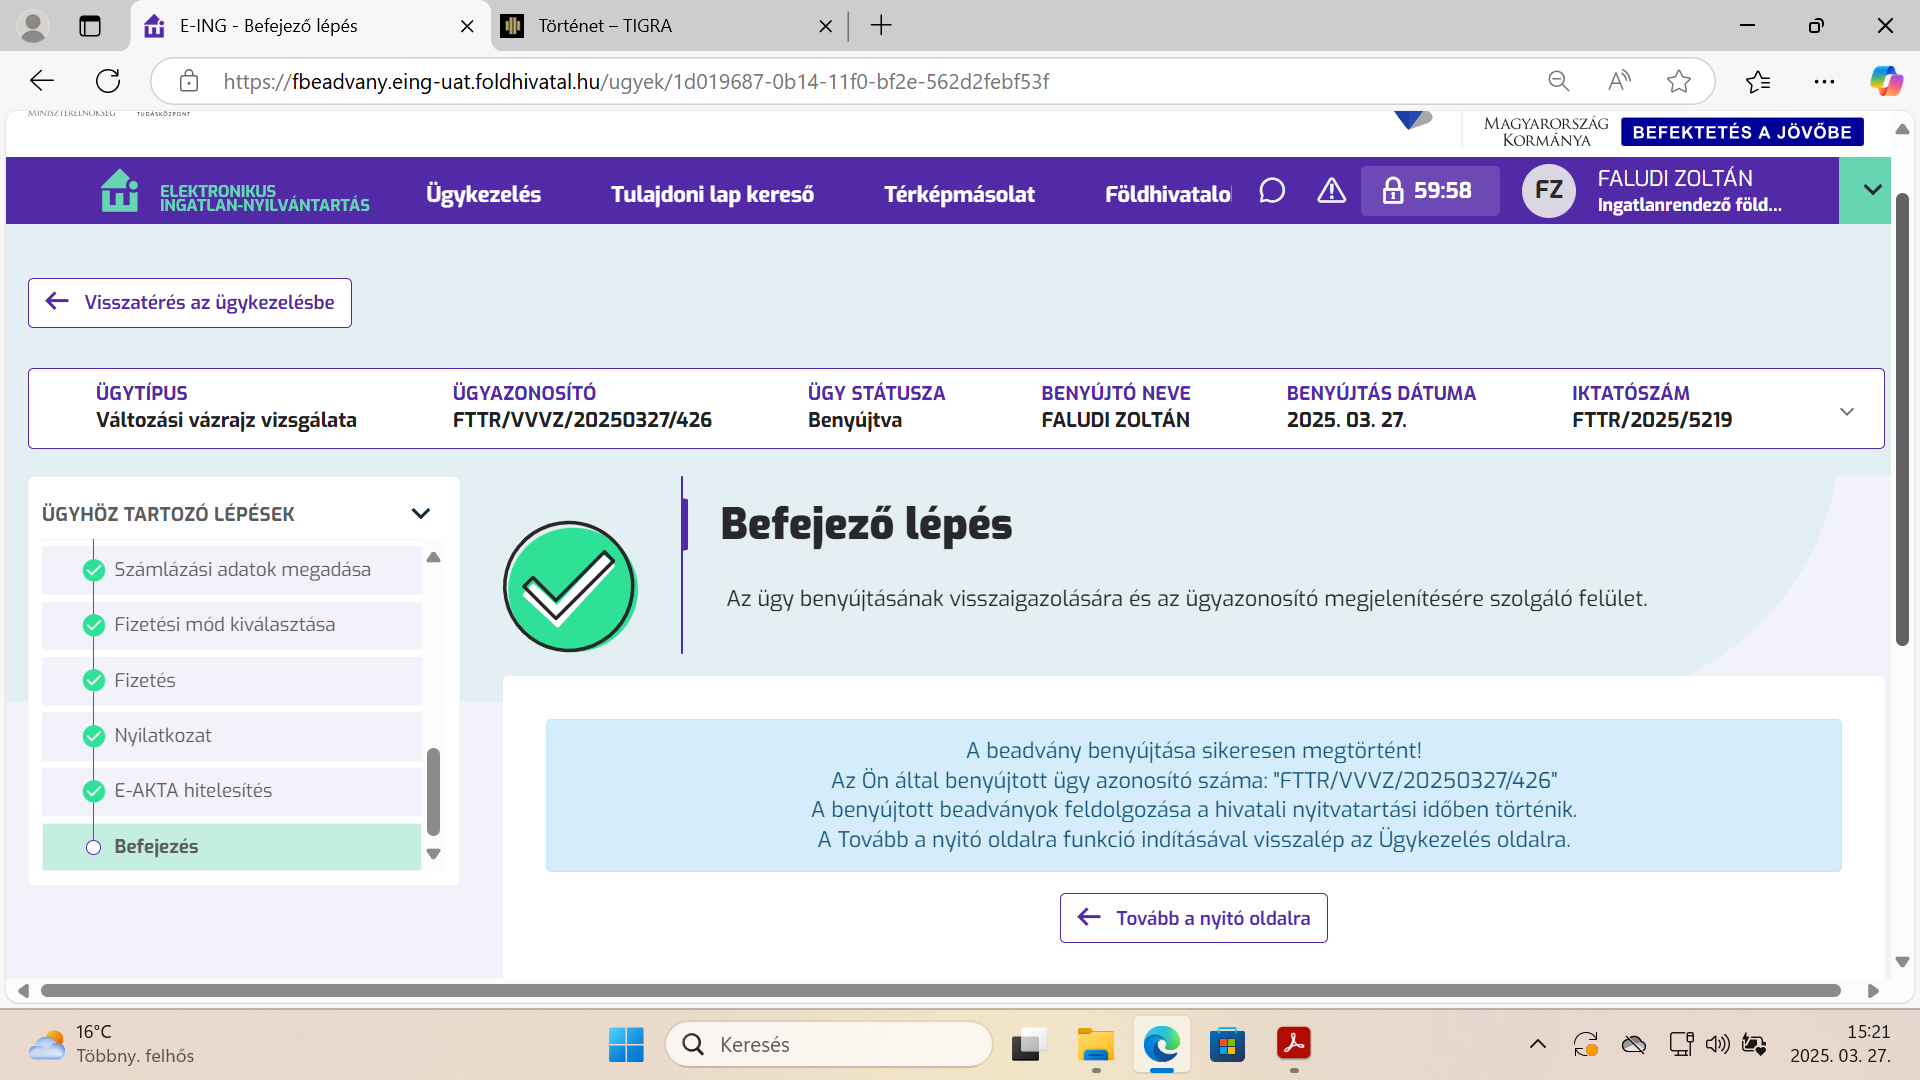 E-ING - Befejező lépés
Történet – TIGRA
https://fbeadvany.eing-uat.foldhivatal.hu/ugyek/1d019687-0b14-11f0-bf2e-562d2febf53f
MINISZTERELNÖKSÉG
TUDÁSKÖZPONT
MAGYARORSZÁG
KORMÁNYA
BEFEKTETÉS A JÖVŐBE
ELEKTRONIKUS
INGATLAN-NYILVÁNTARTÁS
Ügykezelés
Tulajdoni lap kereső
Térképmásolat
Földhivatalo
59:58
FZ
FALUDI ZOLTÁN
Ingatlanrendező föld...
Visszatérés az ügykezelésbe
ÜGYTÍPUS
Változási vázrajz vizsgálata
ÜGYAZONOSÍTÓ
FTTR/VVVZ/20250327/426
ÜGY STÁTUSZA
Benyújtva
BENYÚJTÓ NEVE
FALUDI ZOLTÁN
BENYÚJTÁS DÁTUMA
2025. 03. 27.
IKTATÓSZÁM
FTTR/2025/5219
ÜGYHÖZ TARTOZÓ LÉPÉSEK
Számlázási adatok megadása
Fizetési mód kiválasztása
Fizetés
Nyilatkozat
E-AKTA hitelesítés
Befejezés
Befejező lépés
Az ügy benyújtásának visszaigazolására és az ügyazonosító megjelenítésére szolgáló felület.
A beadvány benyújtása sikeresen megtörtént!
Az Ön által benyújtott ügy azonosító száma: "FTTR/VVVZ/20250327/426"
A benyújtott beadványok feldolgozása a hivatali nyitvatartási időben történik.
A Tovább a nyitó oldalra funkció indításával visszalép az Ügykezelés oldalra.
Tovább a nyitó oldalra
16°C
Többny. felhős
Keresés
15:21
2025. 03. 27.